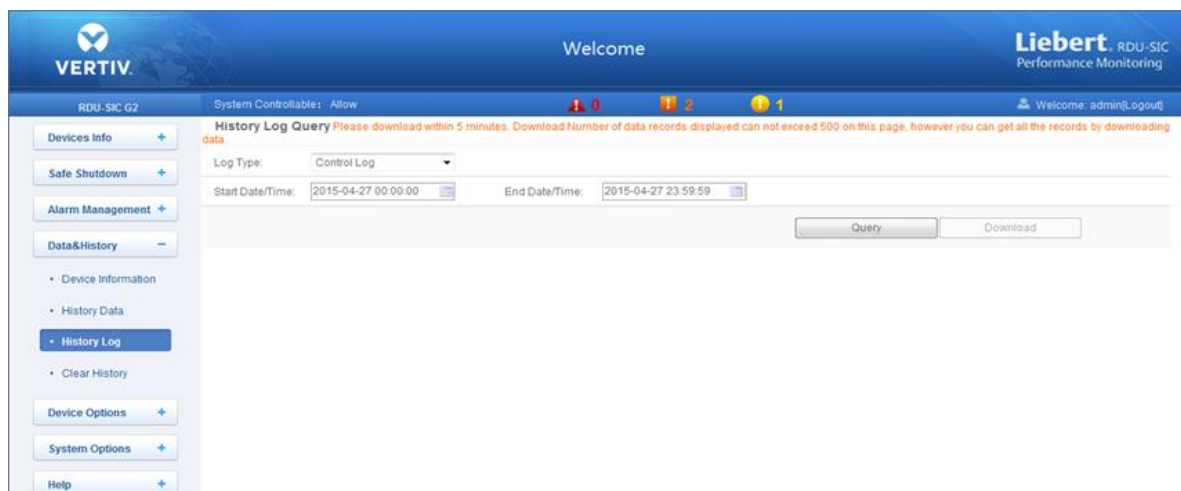 VERTIV.
Welcome
Liebert. RDU-SIC
Performance Monitoring
RDU-SIC G2
System Controllable: Allow
0
2
1
Welcome: admin[Logout]
Devices Info +
Safe Shutdown +
Alarm Management +
Data&History −
• Device Information
• History Data
• History Log
• Clear History
Device Options +
System Options +
Help +
History Log Query Please download within 5 minutes. Download Number of data records displayed can not exceed 500 on this page, however you can get all the records by downloading
data.
Log Type: Control Log
Start Date/Time: 2015-04-27 00:00:00 End Date/Time: 2015-04-27 23:59:59
Query Download